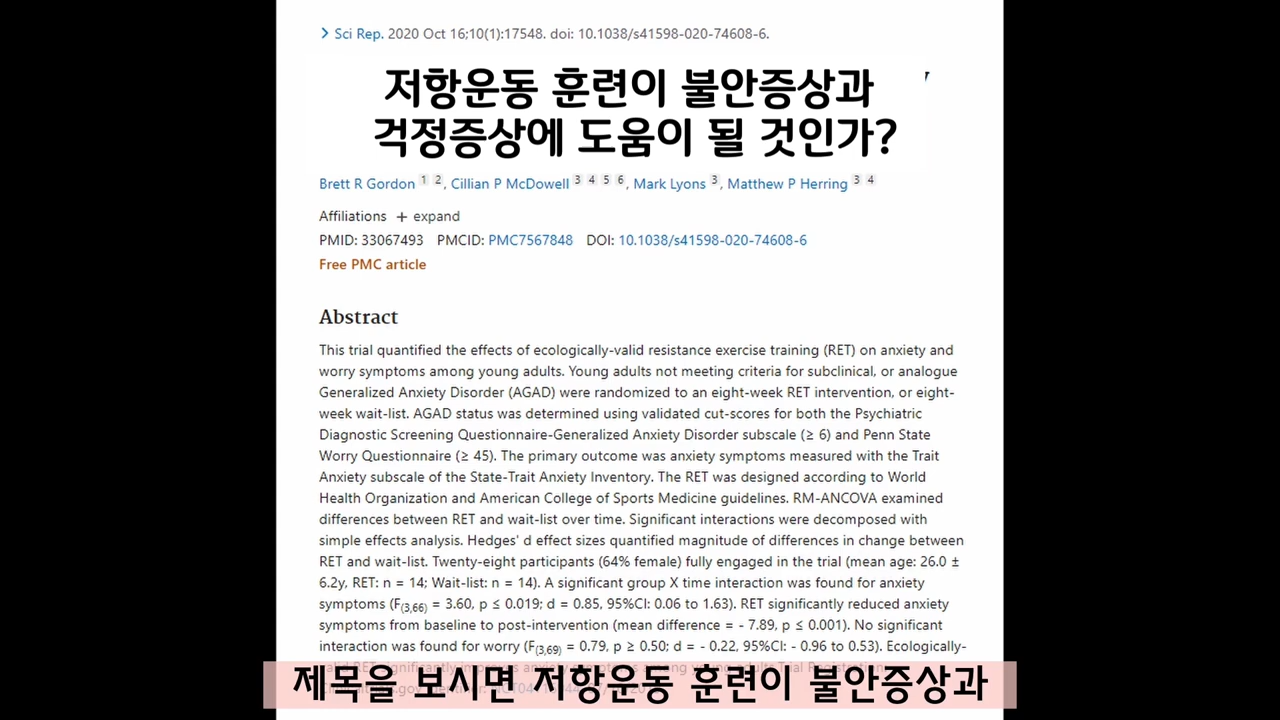 Sci Rep. 2020 Oct 16;10(1):17548. doi: 10.1038/s41598-020-74608-6.
저항운동 훈련이 불안증상과
걱정증상에 도움이 될 것인가?
Brett R Gordon 1 2, Cillian P McDowell 3 4 5 6, Mark Lyons 3, Matthew P Herring 3 4
Affiliations + expand
PMID: 33067493 PMCID: PMC7567848 DOI: 10.1038/s41598-020-74608-6
Free PMC article
Abstract
This trial quantified the effects of ecologically-valid resistance exercise training (RET) on anxiety and
worry symptoms among young adults. Young adults not meeting criteria for subclinical, or analogue
Generalized Anxiety Disorder (AGAD) were randomized to an eight-week RET intervention, or eight-
week wait-list. AGAD status was determined using validated cut-scores for both the Psychiatric
Diagnostic Screening Questionnaire-Generalized Anxiety Disorder subscale (≥ 6) and Penn State
Worry Questionnaire (≥ 45). The primary outcome was anxiety symptoms measured with the Trait
Anxiety subscale of the State-Trait Anxiety Inventory. The RET was designed according to World
Health Organization and American College of Sports Medicine guidelines. RM-ANCOVA examined
differences between RET and wait-list over time. Significant interactions were decomposed with
simple effects analysis. Hedges' d effect sizes quantified magnitude of differences in change between
RET and wait-list. Twenty-eight participants (64% female) fully engaged in the trial (mean age: 26.0 ±
6.2y, RET: n = 14; Wait-list: n = 14). A significant group X time interaction was found for anxiety
symptoms (F(3,66) = 3.60, p ≤ 0.019; d = 0.85, 95%CI: 0.06 to 1.63). RET significantly reduced anxiety
symptoms from baseline to post-intervention (mean difference = - 7.89, p ≤ 0.001). No significant
interaction was found for worry (F(3,69) = 0.79, p ≥ 0.50; d = - 0.22, 95%CI: - 0.96 to 0.53). Ecologically-
valid RET significantly improves anxiety symptoms among young adults. Trial Registration:
제목을 보시면 저항운동 훈련이 불안증상과